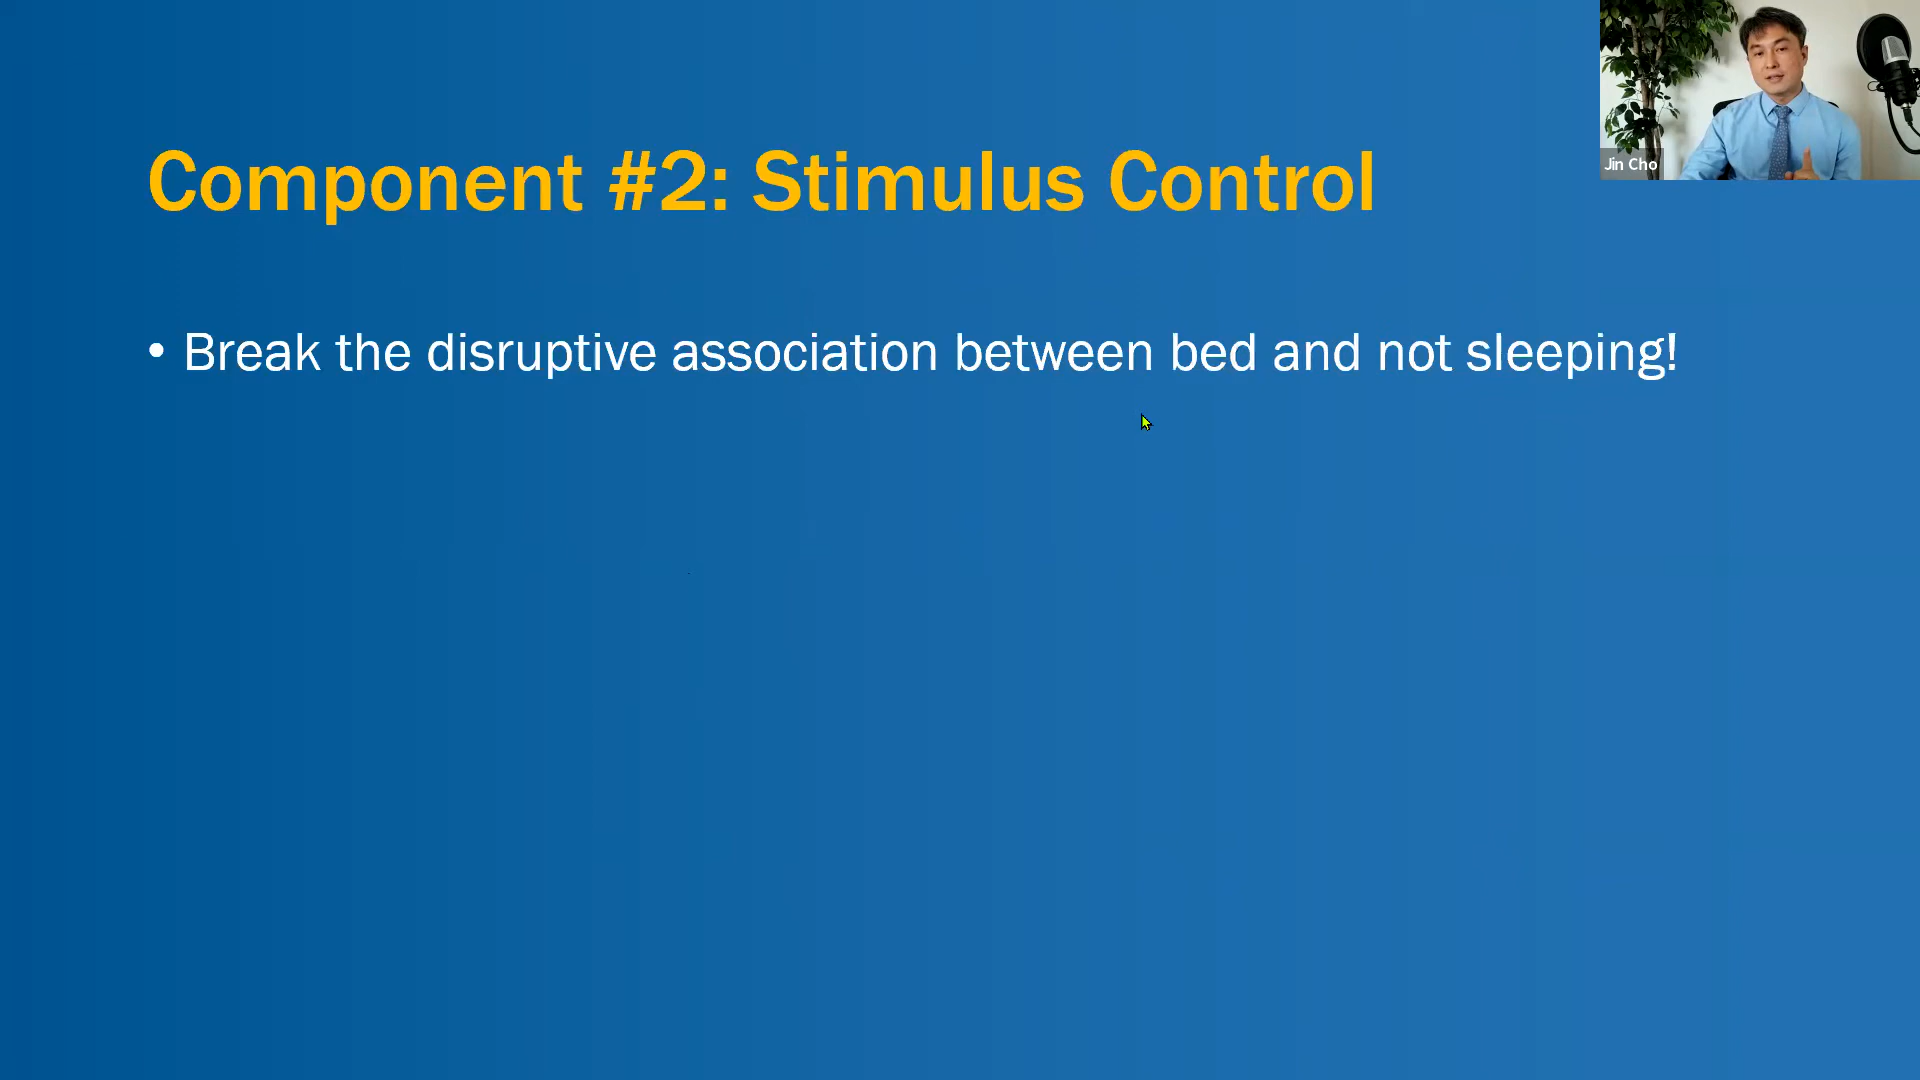 Component #2: Stimulus Control
• Break the disruptive association between bed and not sleeping!
Jin Cho